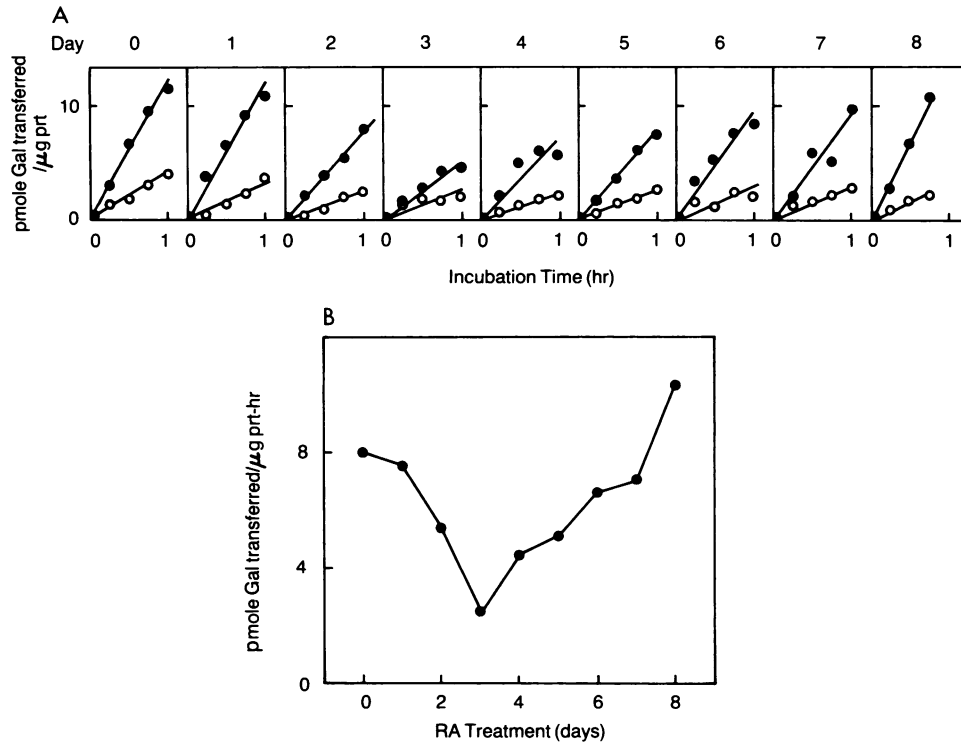 A
Day 0 1 2 3 4 5 6 7 8
pmole Gal transferred
/μg prt
10
0
0 1 0 1 0 1 0 1 0 1 0 1 0 1 0 1 0 1
Incubation Time (hr)
B
pmole Gal transferred/μg prt-hr
8
4
0
0 2 4 6 8
RA Treatment (days)